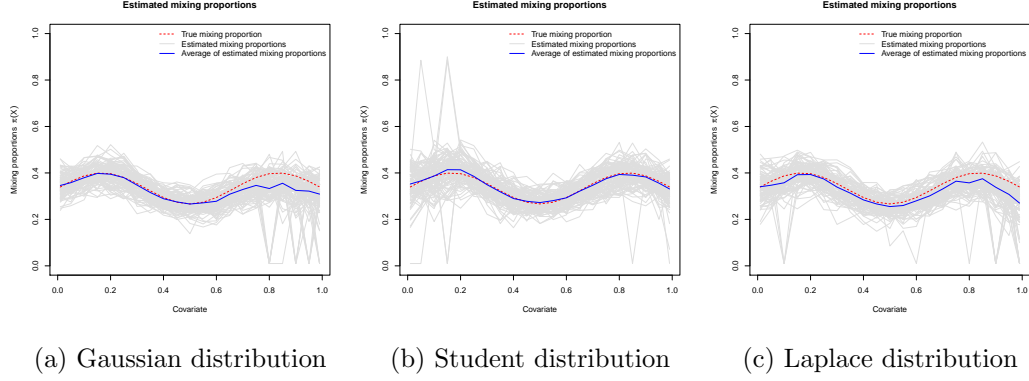 Estimated mixing proportions
True mixing proportion
Estimated mixing proportions
Average of estimated mixing proportions
Mixing proportions π(X)
0.0 0.2 0.4 0.6 0.8 1.0
0.0 0.2 0.4 0.6 0.8 1.0
Covariate
(a) Gaussian distribution
Estimated mixing proportions
True mixing proportion
Estimated mixing proportions
Average of estimated mixing proportions
Mixing proportions π(X)
0.0 0.2 0.4 0.6 0.8 1.0
0.0 0.2 0.4 0.6 0.8 1.0
Covariate
(b) Student distribution
Estimated mixing proportions
True mixing proportion
Estimated mixing proportions
Average of estimated mixing proportions
Mixing proportions π(X)
0.0 0.2 0.4 0.6 0.8 1.0
0.0 0.2 0.4 0.6 0.8 1.0
Covariate
(c) Laplace distribution